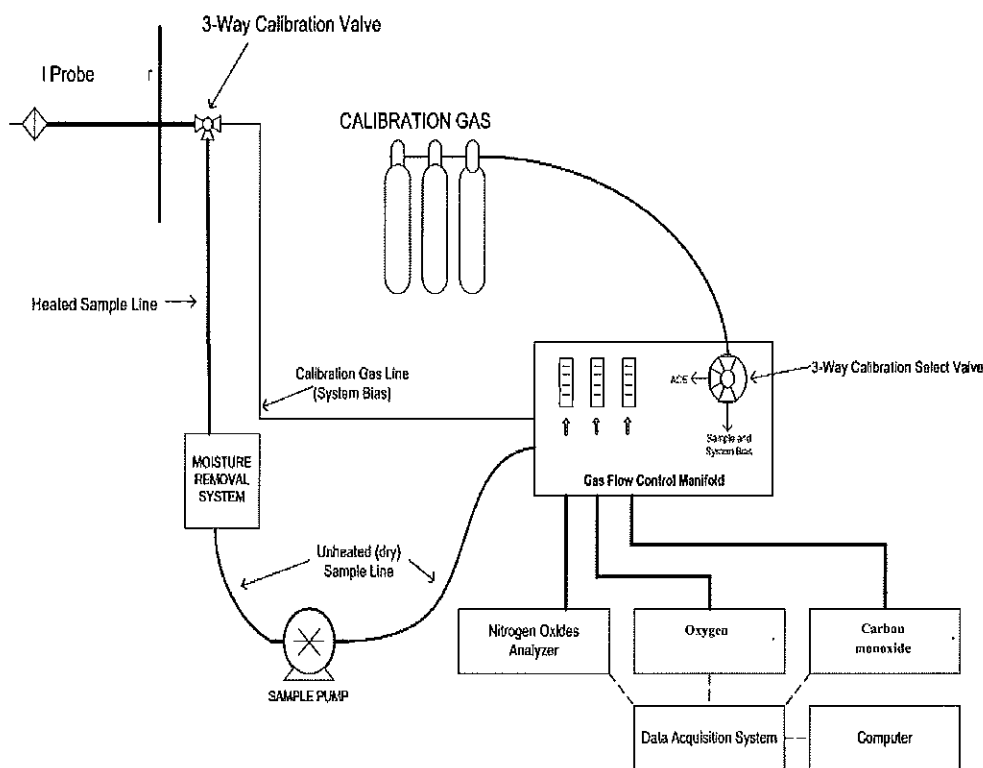 3-Way Calibration Valve
I Probe
r
CALIBRATION GAS
Heated Sample Line
3-Way Calibration Select Valve
Calibration Gas Line
(System Bias)
Sample and
System Bias
MOISTURE
REMOVAL
SYSTEM
Gas Flow Control Manifold
Unheated (dry)
Sample Line
Nitrogen Oxides
Analyzer
Oxygen
Carbon
monoxide
SAMPLE PUMP
Data Acquisition System
Computer